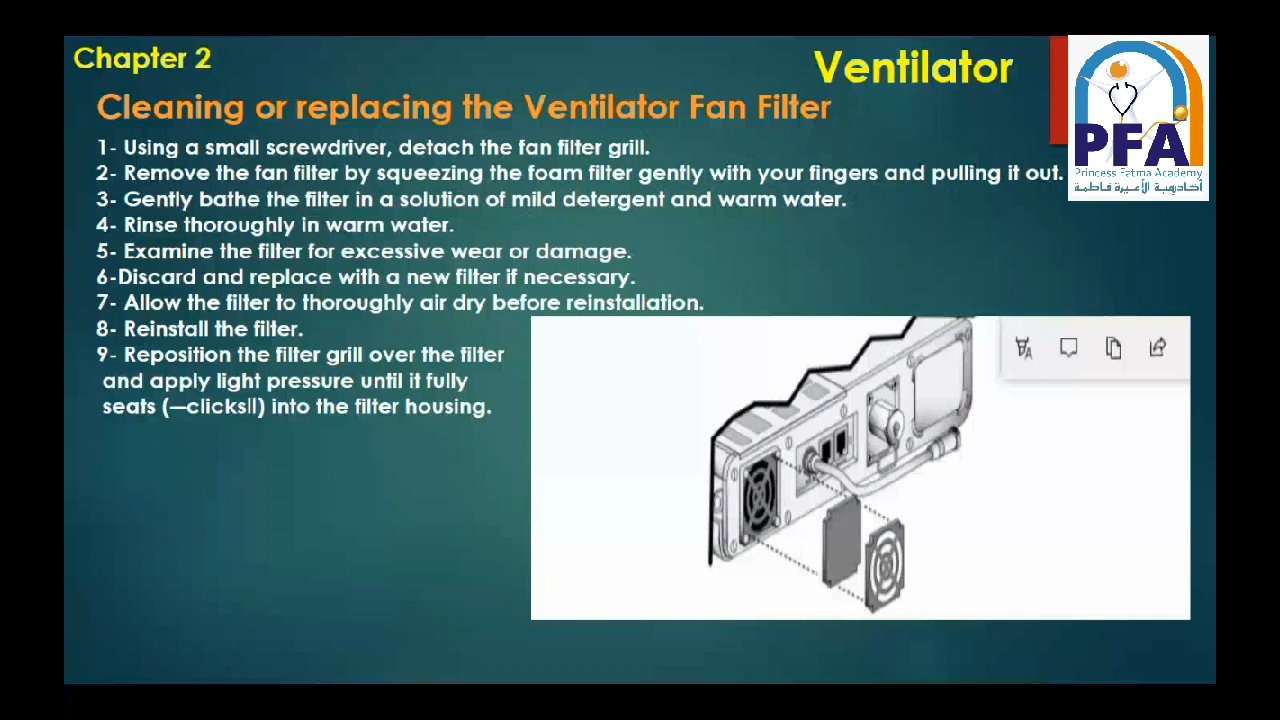 Chapter 2
Ventilator
Cleaning or replacing the Ventilator Fan Filter
1- Using a small screwdriver, detach the fan filter grill.
2- Remove the fan filter by squeezing the foam filter gently with your fingers and pulling it out.
3- Gently bathe the filter in a solution of mild detergent and warm water.
4- Rinse thoroughly in warm water.
5- Examine the filter for excessive wear or damage.
6-Discard and replace with a new filter if necessary.
7- Allow the filter to thoroughly air dry before reinstallation.
8- Reinstall the filter.
9- Reposition the filter grill over the filter
and apply light pressure until it fully
seats (―clicks‖) into the filter housing.
PFA
Princess Fatma Academy
أكاديمية الأميرة فاطمة